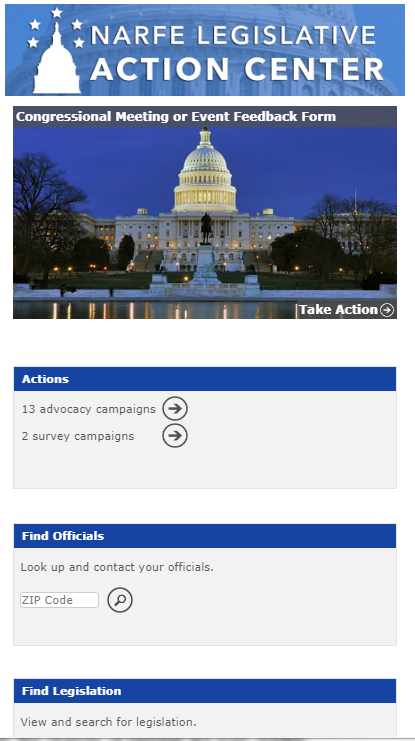 NARFE LEGISLATIVE
ACTION CENTER
Congressional Meeting or Event Feedback Form
Take Action
Actions
13 advocacy campaigns
2 survey campaigns
Find Officials
Look up and contact your officials.
ZIP Code
Find Legislation
View and search for legislation.